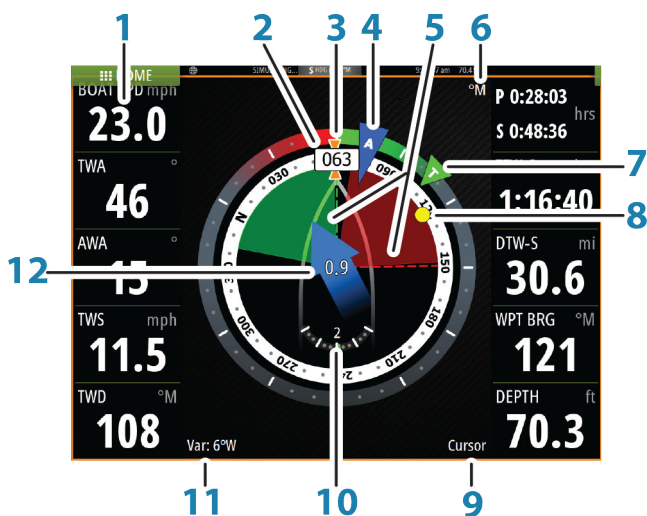 1 2 3 4 5 6
HOME
°M
BOAT SPD mph
23.0
TWA °
46
AWA °
15
TWS mph
11.5
TWD °M
108
P 0:28:03
hrs
S 0:48:36
1:16:40
DTW-S mi
30.6
WPT BRG °M
121
DEPTH ft
70.3
063
030
060
N
150
180
210
270
300
0.9
2
A
T
7
8
12
Var: 6°W
Cursor
11 10 9